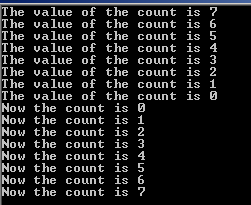 The value of the count is 7
The value of the count is 6
The value of the count is 5
The value of the count is 4
The value of the count is 3
The value of the count is 2
The value of the count is 1
The value of the count is 0
Now the count is 0
Now the count is 1
Now the count is 2
Now the count is 3
Now the count is 4
Now the count is 5
Now the count is 6
Now the count is 7